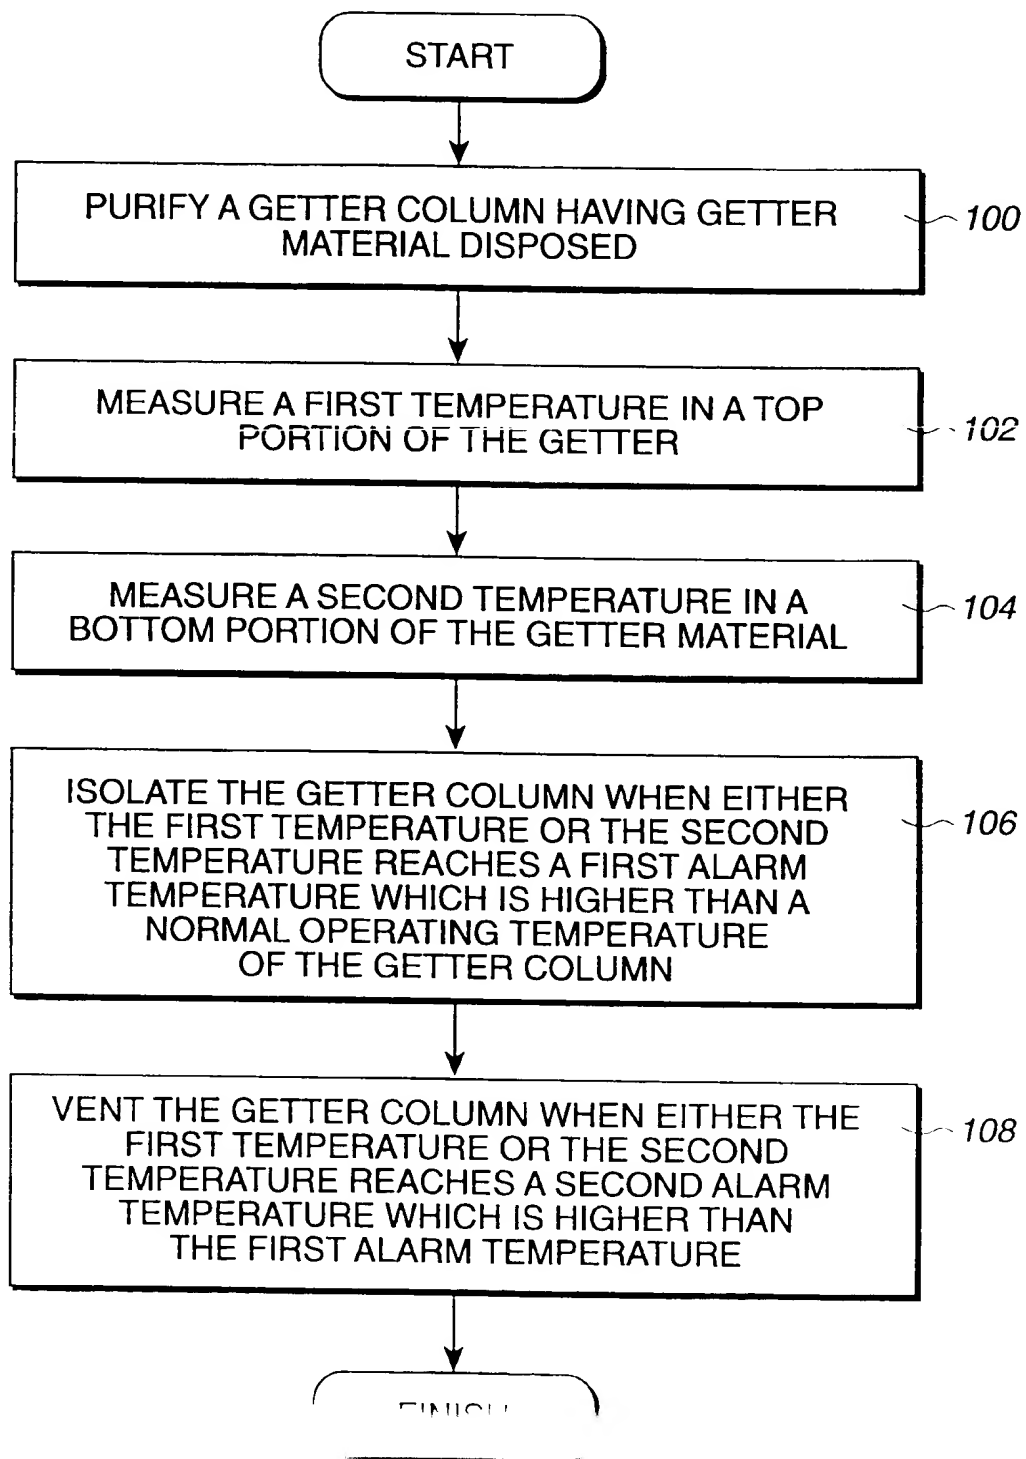 START
PURIFY A GETTER COLUMN HAVING GETTER
MATERIAL DISPOSED
100
MEASURE A FIRST TEMPERATURE IN A TOP
PORTION OF THE GETTER
102
MEASURE A SECOND TEMPERATURE IN A
BOTTOM PORTION OF THE GETTER MATERIAL
104
ISOLATE THE GETTER COLUMN WHEN EITHER
THE FIRST TEMPERATURE OR THE SECOND
TEMPERATURE REACHES A FIRST ALARM
TEMPERATURE WHICH IS HIGHER THAN A
NORMAL OPERATING TEMPERATURE
OF THE GETTER COLUMN
106
VENT THE GETTER COLUMN WHEN EITHER THE
FIRST TEMPERATURE OR THE SECOND
TEMPERATURE REACHES A SECOND ALARM
TEMPERATURE WHICH IS HIGHER THAN
THE FIRST ALARM TEMPERATURE
108
FINISH